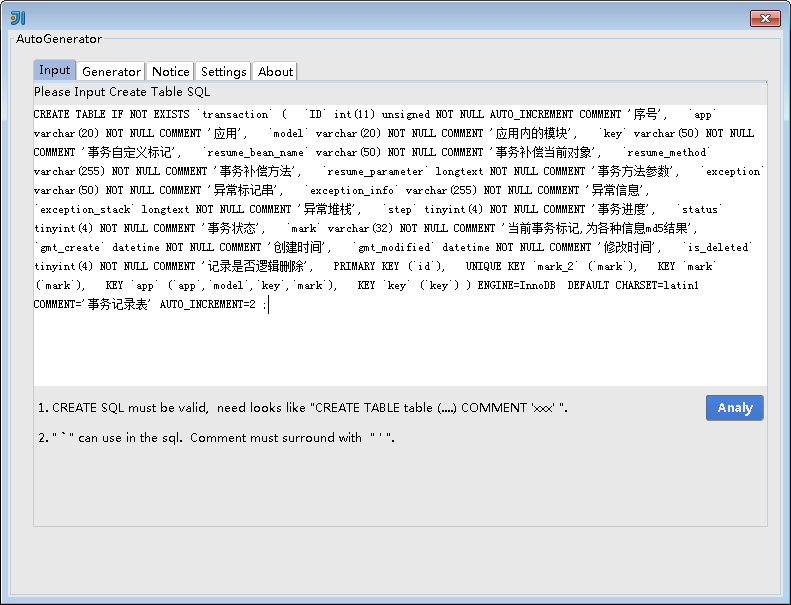 JI
AutoGenerator
Input Generator Notice Settings About
Please Input Create Table SQL
CREATE TABLE IF NOT EXISTS `transaction` (   `ID` int(11) unsigned NOT NULL AUTO_INCREMENT COMMENT '序号',   `app`
varchar(20) NOT NULL COMMENT '应用',   `model` varchar(20) NOT NULL COMMENT '应用内的模块',   `key` varchar(50) NOT NULL
COMMENT '事务自定义标记',   `resume_bean_name` varchar(50) NOT NULL COMMENT '事务补偿当前对象',   `resume_method`
varchar(255) NOT NULL COMMENT '事务补偿方法',   `resume_parameter` longtext NOT NULL COMMENT '事务方法参数',   `exception`
varchar(50) NOT NULL COMMENT '异常标记串',   `exception_info` varchar(255) NOT NULL COMMENT '异常信息',
`exception_stack` longtext NOT NULL COMMENT '异常堆栈',   `step` tinyint(4) NOT NULL COMMENT '事务进度',   `status`
tinyint(4) NOT NULL COMMENT '事务状态',   `mark` varchar(32) NOT NULL COMMENT '当前事务标记,为各种信息md5结果',
`gmt_create` datetime NOT NULL COMMENT '创建时间',   `gmt_modified` datetime NOT NULL COMMENT '修改时间',   `is_deleted`
tinyint(4) NOT NULL COMMENT '记录是否逻辑删除',   PRIMARY KEY (`id`),   UNIQUE KEY `mark_2` (`mark`),   KEY `mark`
(`mark`),   KEY `app` (`app`,`model`,`key`,`mark`),   KEY `key` (`key`) ) ENGINE=InnoDB  DEFAULT CHARSET=latin1
COMMENT='事务记录表' AUTO_INCREMENT=2 ;
1. CREATE SQL must be valid,  need looks like "CREATE TABLE table (....) COMMENT 'xxx' ".
Analy
2. " ` " can use in the sql.  Comment must surround with  " ' ".